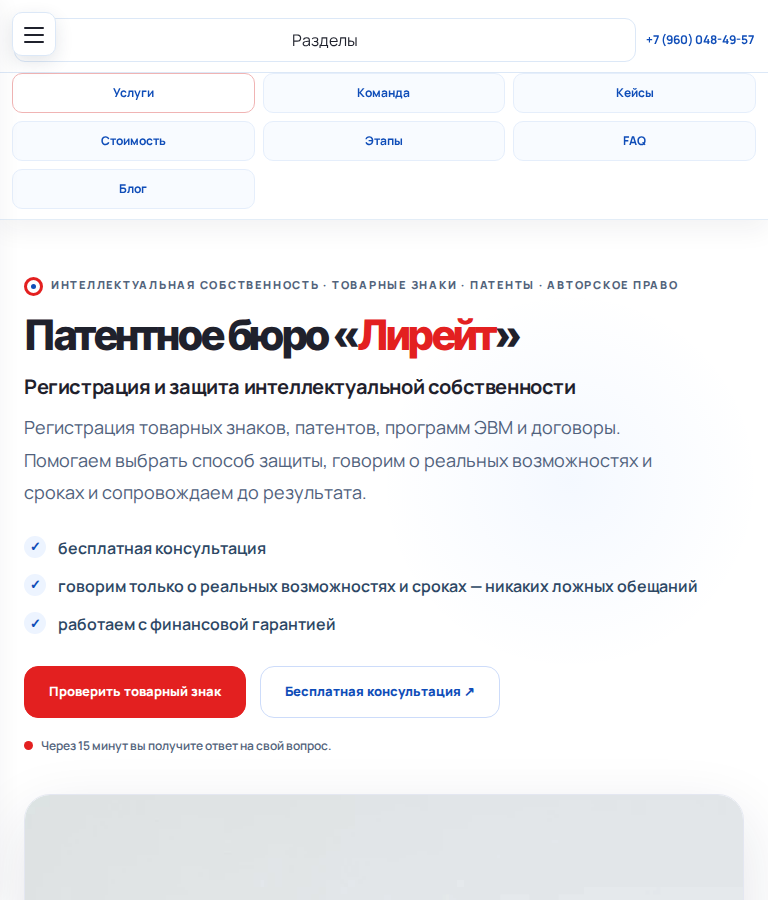 Разделы
+7 (960) 048-49-57
Услуги
Команда
Кейсы
Стоимость
Этапы
FAQ
Блог
ИНТЕЛЛЕКТУАЛЬНАЯ СОБСТВЕННОСТЬ · ТОВАРНЫЕ ЗНАКИ · ПАТЕНТЫ · АВТОРСКОЕ ПРАВО
Патентное бюро «Лирейт»
Регистрация и защита интеллектуальной собственности
Регистрация товарных знаков, патентов, программ ЭВМ и договоры.
Помогаем выбрать способ защиты, говорим о реальных возможностях и
сроках и сопровождаем до результата.
✓ бесплатная консультация
✓ говорим только о реальных возможностях и сроках — никаких ложных обещаний
✓ работаем с финансовой гарантией
Проверить товарный знак
Бесплатная консультация ↗
Через 15 минут вы получите ответ на свой вопрос.